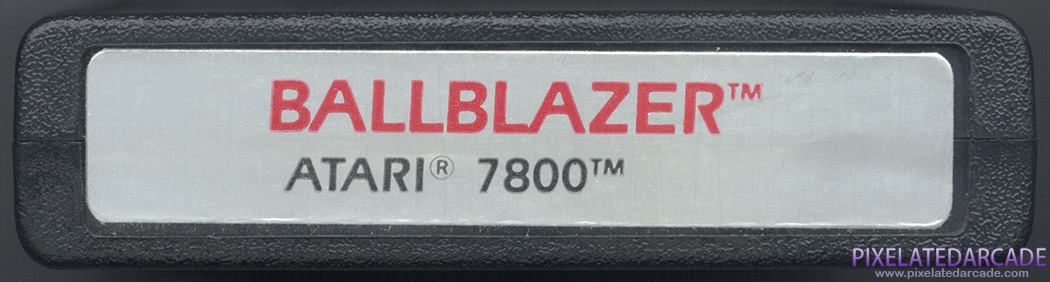 BALLBLAZER™
ATARI® 7800™
PIXELATEDARCADE
www.pixelatedarcade.com